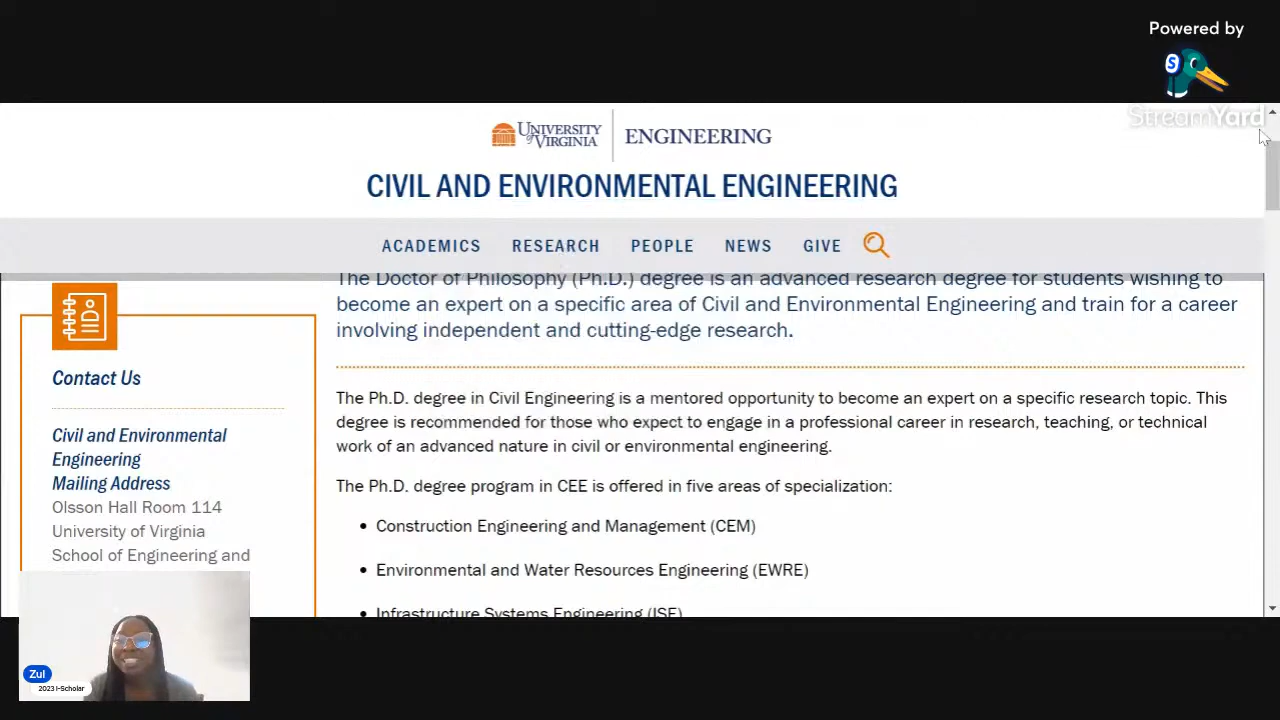 Powered by
StreamYard
UNIVERSITY of VIRGINIA
ENGINEERING
CIVIL AND ENVIRONMENTAL ENGINEERING
ACADEMICS RESEARCH PEOPLE NEWS GIVE
The Doctor of Philosophy (Ph.D.) degree is an advanced research degree for students wishing to
become an expert on a specific area of Civil and Environmental Engineering and train for a career
involving independent and cutting-edge research.
Contact Us
Civil and Environmental
Engineering
Mailing Address
Olsson Hall Room 114
University of Virginia
School of Engineering and
The Ph.D. degree in Civil Engineering is a mentored opportunity to become an expert on a specific research topic. This
degree is recommended for those who expect to engage in a professional career in research, teaching, or technical
work of an advanced nature in civil or environmental engineering.
The Ph.D. degree program in CEE is offered in five areas of specialization:
• Construction Engineering and Management (CEM)
• Environmental and Water Resources Engineering (EWRE)
• Infrastructure Systems Engineering (ISE)
Zul
2023 I-Scholar